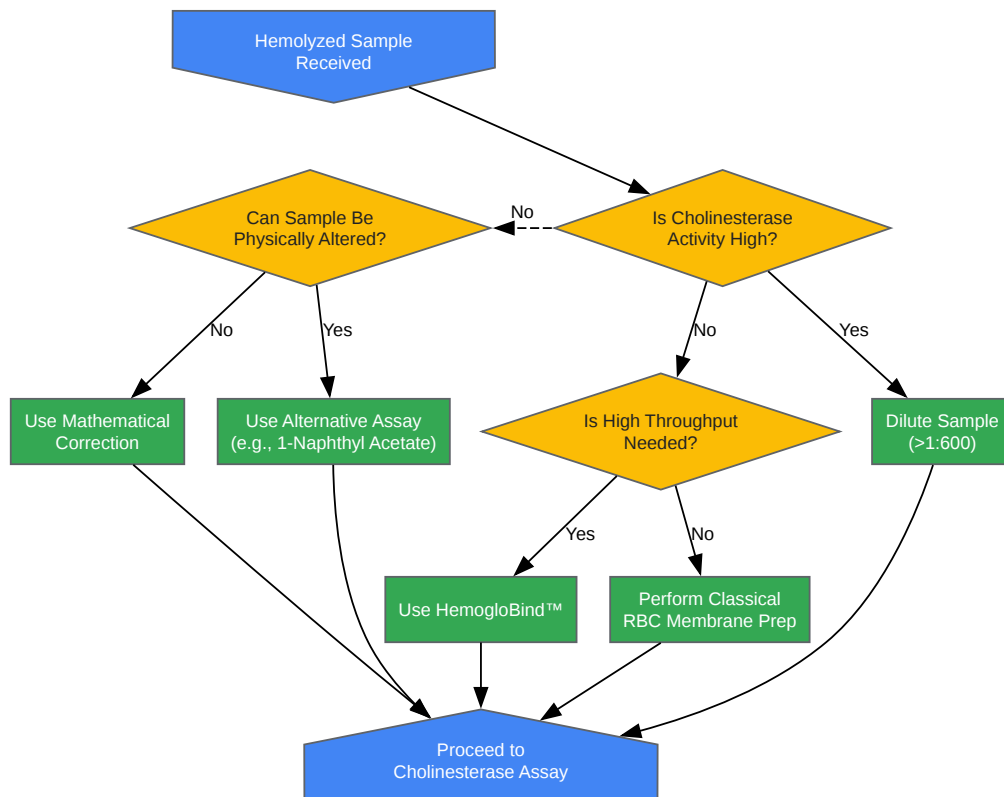 Hemolyzed Sample
Received
No
Can Sample Be
Physically Altered?
Is Cholinesterase
Activity High?
No
Yes
No
Yes
Use Mathematical
Correction
Use Alternative Assay
(e.g., 1-Naphthyl Acetate)
Is High Throughput
Needed?
Dilute Sample
(>1:600)
Yes
No
Use HemogloBind™
Perform Classical
RBC Membrane Prep
Proceed to
Cholinesterase Assay